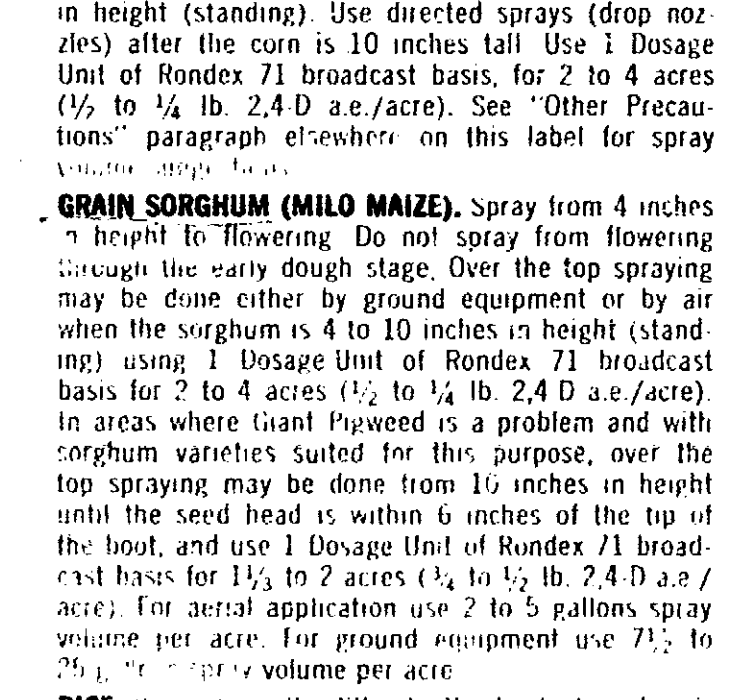 in height (standing). Use directed sprays (drop noz-
zles) after the corn is 10 inches tall Use 1 Dosage
Unit of Rondex 71 broadcast basis, for 2 to 4 acres
(1/2 to 1/4 lb. 2,4-D a.e./acre). See "Other Precau-
tions" paragraph elsewhere on this label for spray
GRAIN SORGHUM (MILO MAIZE). Spray from 4 inches
in height to flowering Do not spray from flowering
through the early dough stage. Over the top spraying
may be done either by ground equipment or by air
when the sorghum is 4 to 10 inches in height (stand-
ing) using 1 Dosage Unit of Rondex 71 broadcast
basis for 2 to 4 acres (1/2 to 1/4 lb. 2,4 D a.e./acre).
In areas where Giant Pigweed is a problem and with
sorghum varieties suited for this purpose, over the
top spraying may be done from 10 inches in height
until the seed head is within 6 inches of the tip of
the boot, and use 1 Dosage Unit of Rondex 71 broad-
cast basis for 1 1/3 to 2 acres (3/4 to 1/2 lb. 2,4-D a.e./
acre). For aerial application use 2 to 5 gallons spray
volume per acre. For ground equipment use 7 1/2 to
spray volume per acre